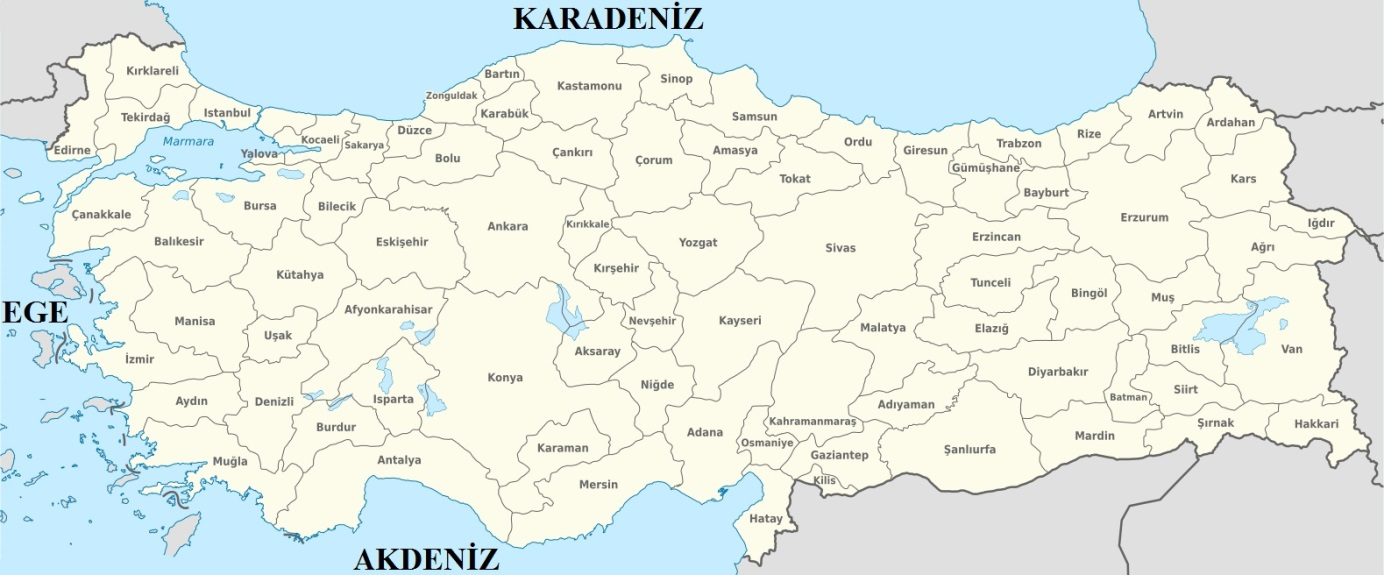 KARADENİZ
Kırklareli
Bartın
Kastamonu
Sinop
Zonguldak
Tekirdağ
Istanbul
Karabük
Samsun
Artvin
Ardahan
Marmara
Kocaeli
Sakarya
Düzce
Rize
Edirne
Yalova
Bolu
Çankırı
Çorum
Amasya
Ordu
Giresun
Trabzon
Gümüşhane
Tokat
Bayburt
Kars
Çanakkale
Bursa
Bilecik
Ankara
Kırıkkale
Erzurum
Iğdır
Balıkesir
Eskişehir
Yozgat
Sivas
Erzincan
Ağrı
Kütahya
Kırşehir
Tunceli
Bingöl
Muş
EGE
Afyonkarahisar
Manisa
Uşak
Nevşehir
Kayseri
Malatya
Elazığ
İzmir
Aksaray
Bitlis
Van
Konya
Niğde
Diyarbakır
Aydın
Denizli
Isparta
Adıyaman
Batman
Siirt
Burdur
Kahramanmaraş
Adana
Osmaniye
Mardin
Şırnak
Hakkari
Muğla
Antalya
Karaman
Gaziantep
Şanlıurfa
Mersin
Kilis
Hatay
AKDENİZ